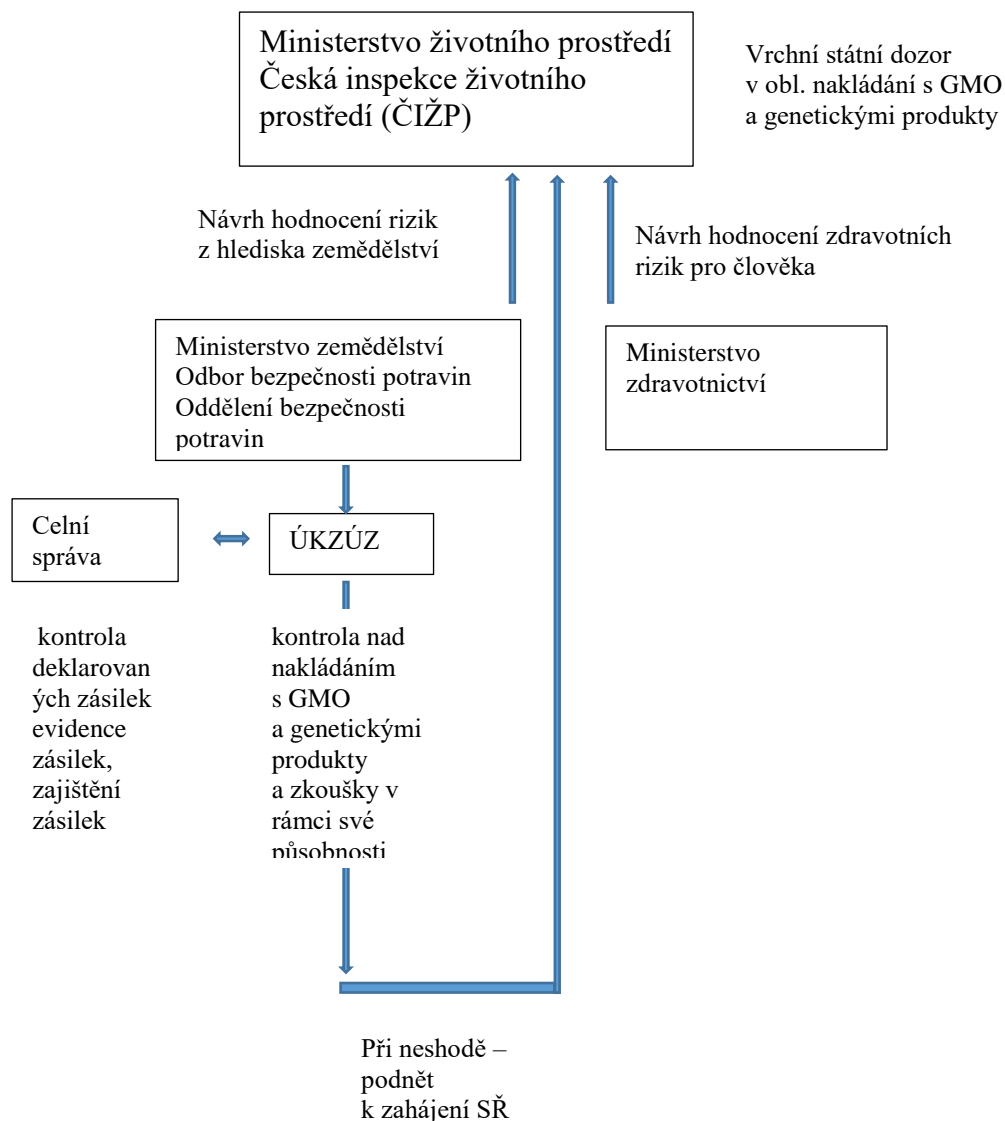 Ministerstvo životního prostředí
Česká inspekce životního
prostředí (ČIŽP)
Vrchní státní dozor
v obl. nakládání s GMO
a genetickými produkty
Návrh hodnocení rizik
z hlediska zemědělství
Návrh hodnocení zdravotních
rizik pro člověka
Ministerstvo zemědělství
Odbor bezpečnosti potravin
Oddělení bezpečnosti
potravin
Ministerstvo
zdravotnictví
Celní
správa
ÚKZÚZ
kontrola
deklarovan
ých zásilek
evidence
zásilek,
zajištění
zásilek
kontrola nad
nakládáním
s GMO
a genetickými
produkty
a zkoušky v
rámci své
působnosti
Při neshodě –
podnět
k zahájení SŘ